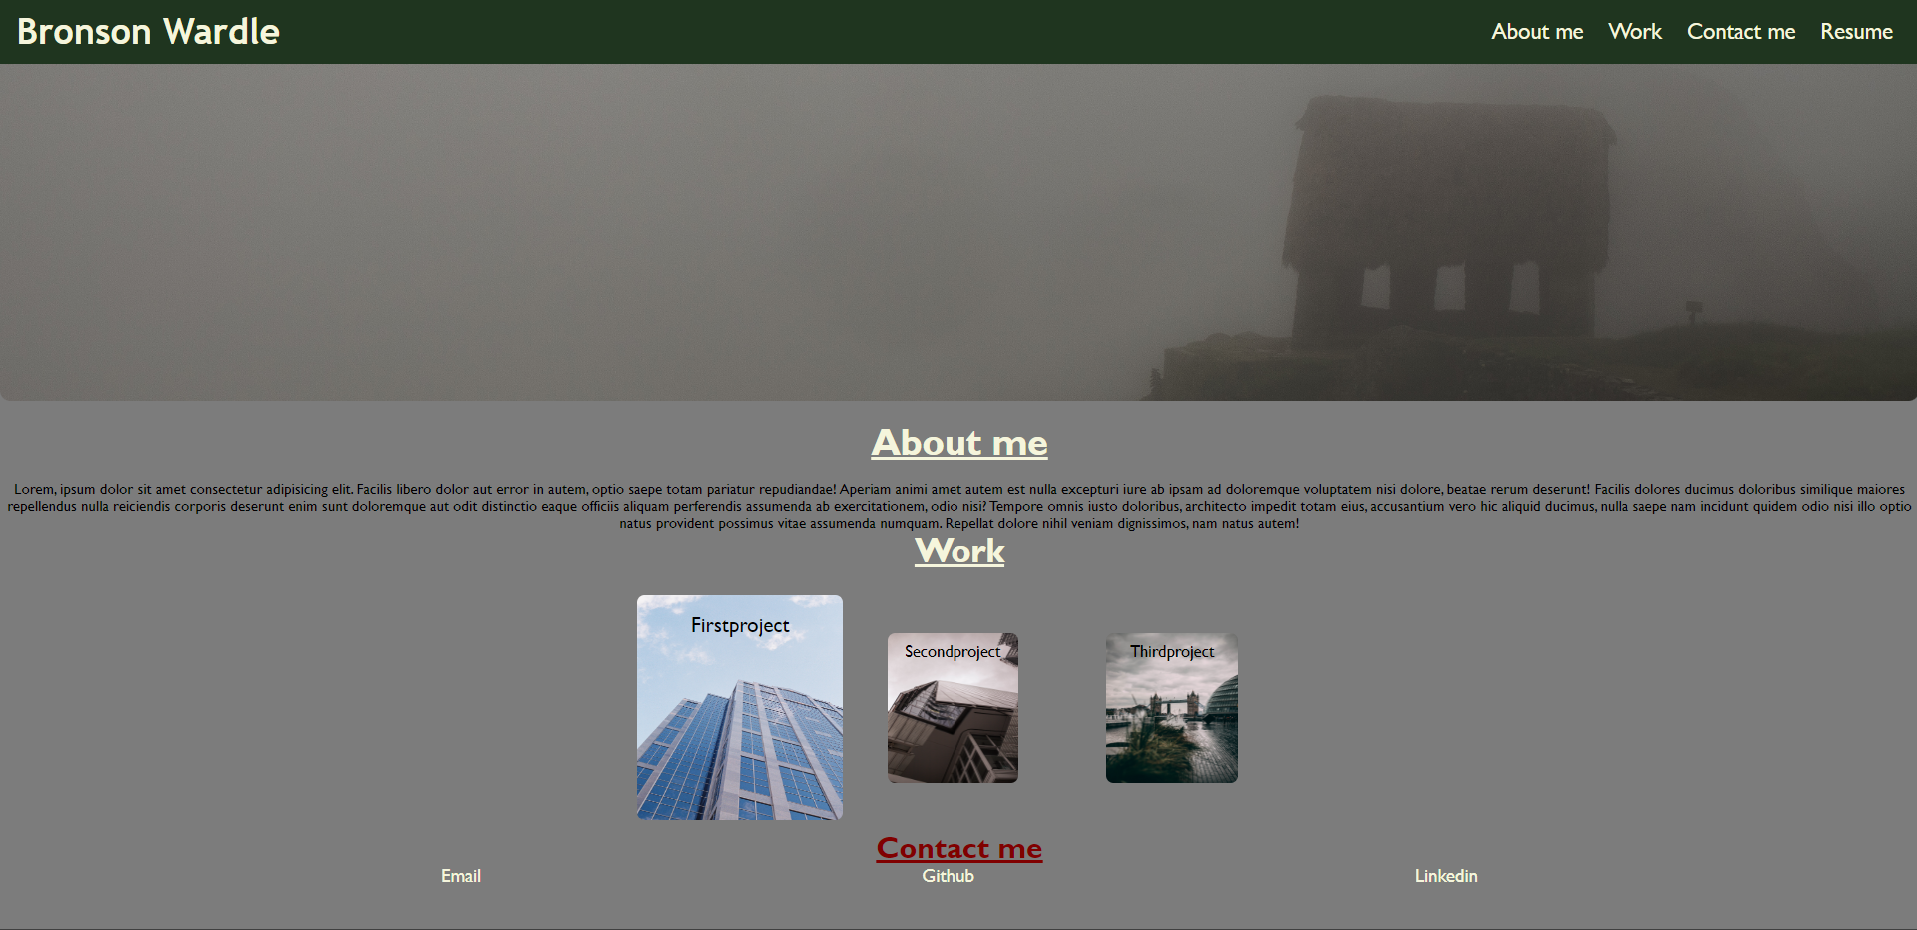 Bronson Wardle
About me Work Contact me Resume
About me
Lorem, ipsum dolor sit amet consectetur adipisicing elit. Facilis libero dolor aut error in autem, optio saepe totam pariatur repudiandae! Aperiam animi amet autem est nulla excepturi iure ab ipsam ad doloremque voluptatem nisi dolore, beatae rerum deserunt! Facilis dolores ducimus doloribus similique maiores
repellendus nulla reiciendis corporis deserunt enim sunt doloremque aut odit distinctio eaque officiis aliquam perferendis assumenda ab exercitationem, odio nisi? Tempore omnis iusto doloribus, architecto impedit totam eius, accusantium vero hic aliquid ducimus, nulla saepe nam incidunt quidem odio nisi illo optio
natus provident possimus vitae assumenda numquam. Repellat dolore nihil veniam dignissimos, nam natus autem!
Work
Firstproject
Secondproject
Thirdproject
Contact me
Email Github Linkedin